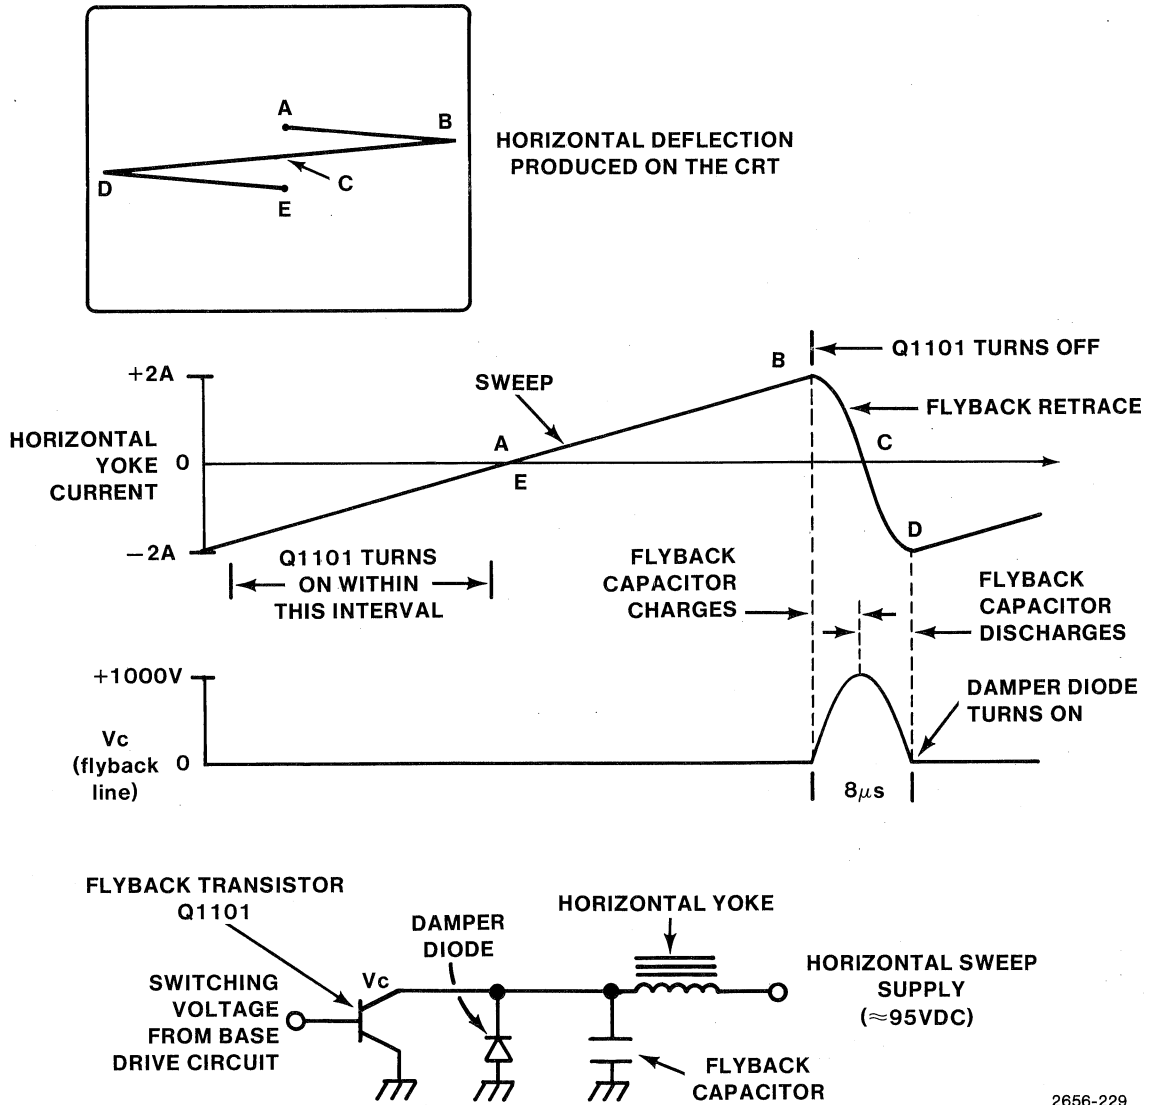 A
B
HORIZONTAL DEFLECTION
PRODUCED ON THE CRT
D
C
E
Q1101 TURNS OFF
B
+2A
SWEEP
FLYBACK RETRACE
HORIZONTAL
YOKE
CURRENT
0
A
E
C
D
−2A
Q1101 TURNS
ON WITHIN
THIS INTERVAL
FLYBACK
CAPACITOR
CHARGES
FLYBACK
CAPACITOR
DISCHARGES
+1000V
DAMPER DIODE
TURNS ON
Vc
(flyback
line)
0
8μs
FLYBACK TRANSISTOR
Q1101
DAMPER
DIODE
HORIZONTAL YOKE
SWITCHING
VOLTAGE
FROM BASE
DRIVE CIRCUIT
Vc
HORIZONTAL SWEEP
SUPPLY
(≈95VDC)
FLYBACK
CAPACITOR
2656-229